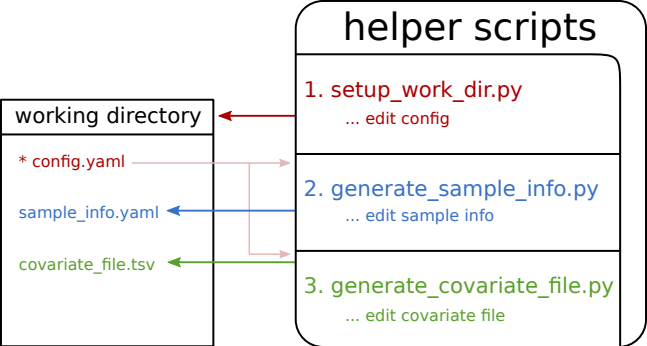 helper scripts
1. setup_work_dir.py
... edit config
working directory
* config.yaml
2. generate_sample_info.py
... edit sample info
sample_info.yaml
covariate_file.tsv
3. generate_covariate_file.py
... edit covariate file